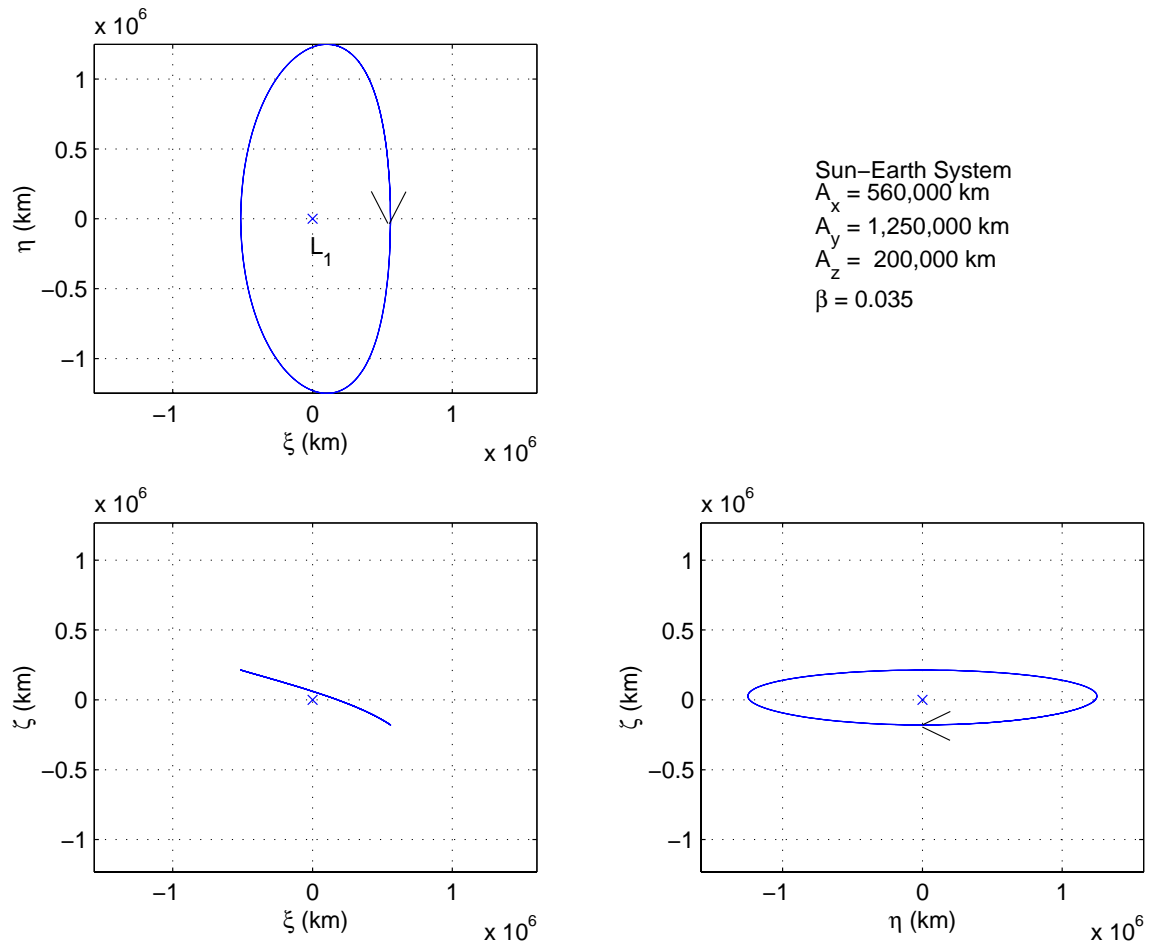 x 10^6
1
0.5
0
−0.5
−1
η (km)
L_1
−1 0 1
ξ (km)
x 10^6
Sun−Earth System
A_x = 560,000 km
A_y = 1,250,000 km
A_z = 200,000 km
β = 0.035
x 10^6
1
0.5
0
−0.5
−1
ζ (km)
−1 0 1
ξ (km)
x 10^6
x 10^6
1
0.5
0
−0.5
−1
ζ (km)
−1 0 1
η (km)
x 10^6